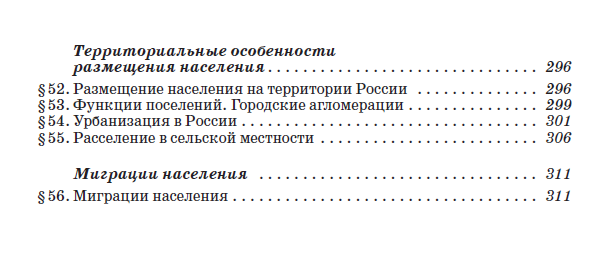 Территориальные особенности
размещения населения . . . . . . . . . . . . . . . . . . . . . . . . . . . . . . . . 296
§ 52. Размещение населения на территории России . . . . . . . . . . . . . . 296
§ 53. Функции поселений. Городские агломерации . . . . . . . . . . . . . . . 299
§ 54. Урбанизация в России . . . . . . . . . . . . . . . . . . . . . . . . . . . . . . . . . . . 301
§ 55. Расселение в сельской местности . . . . . . . . . . . . . . . . . . . . . . . . . . 306
Миграции населения . . . . . . . . . . . . . . . . . . . . . . . . . . . . . . . . . 311
§ 56. Миграции населения . . . . . . . . . . . . . . . . . . . . . . . . . . . . . . . . . . . . 311